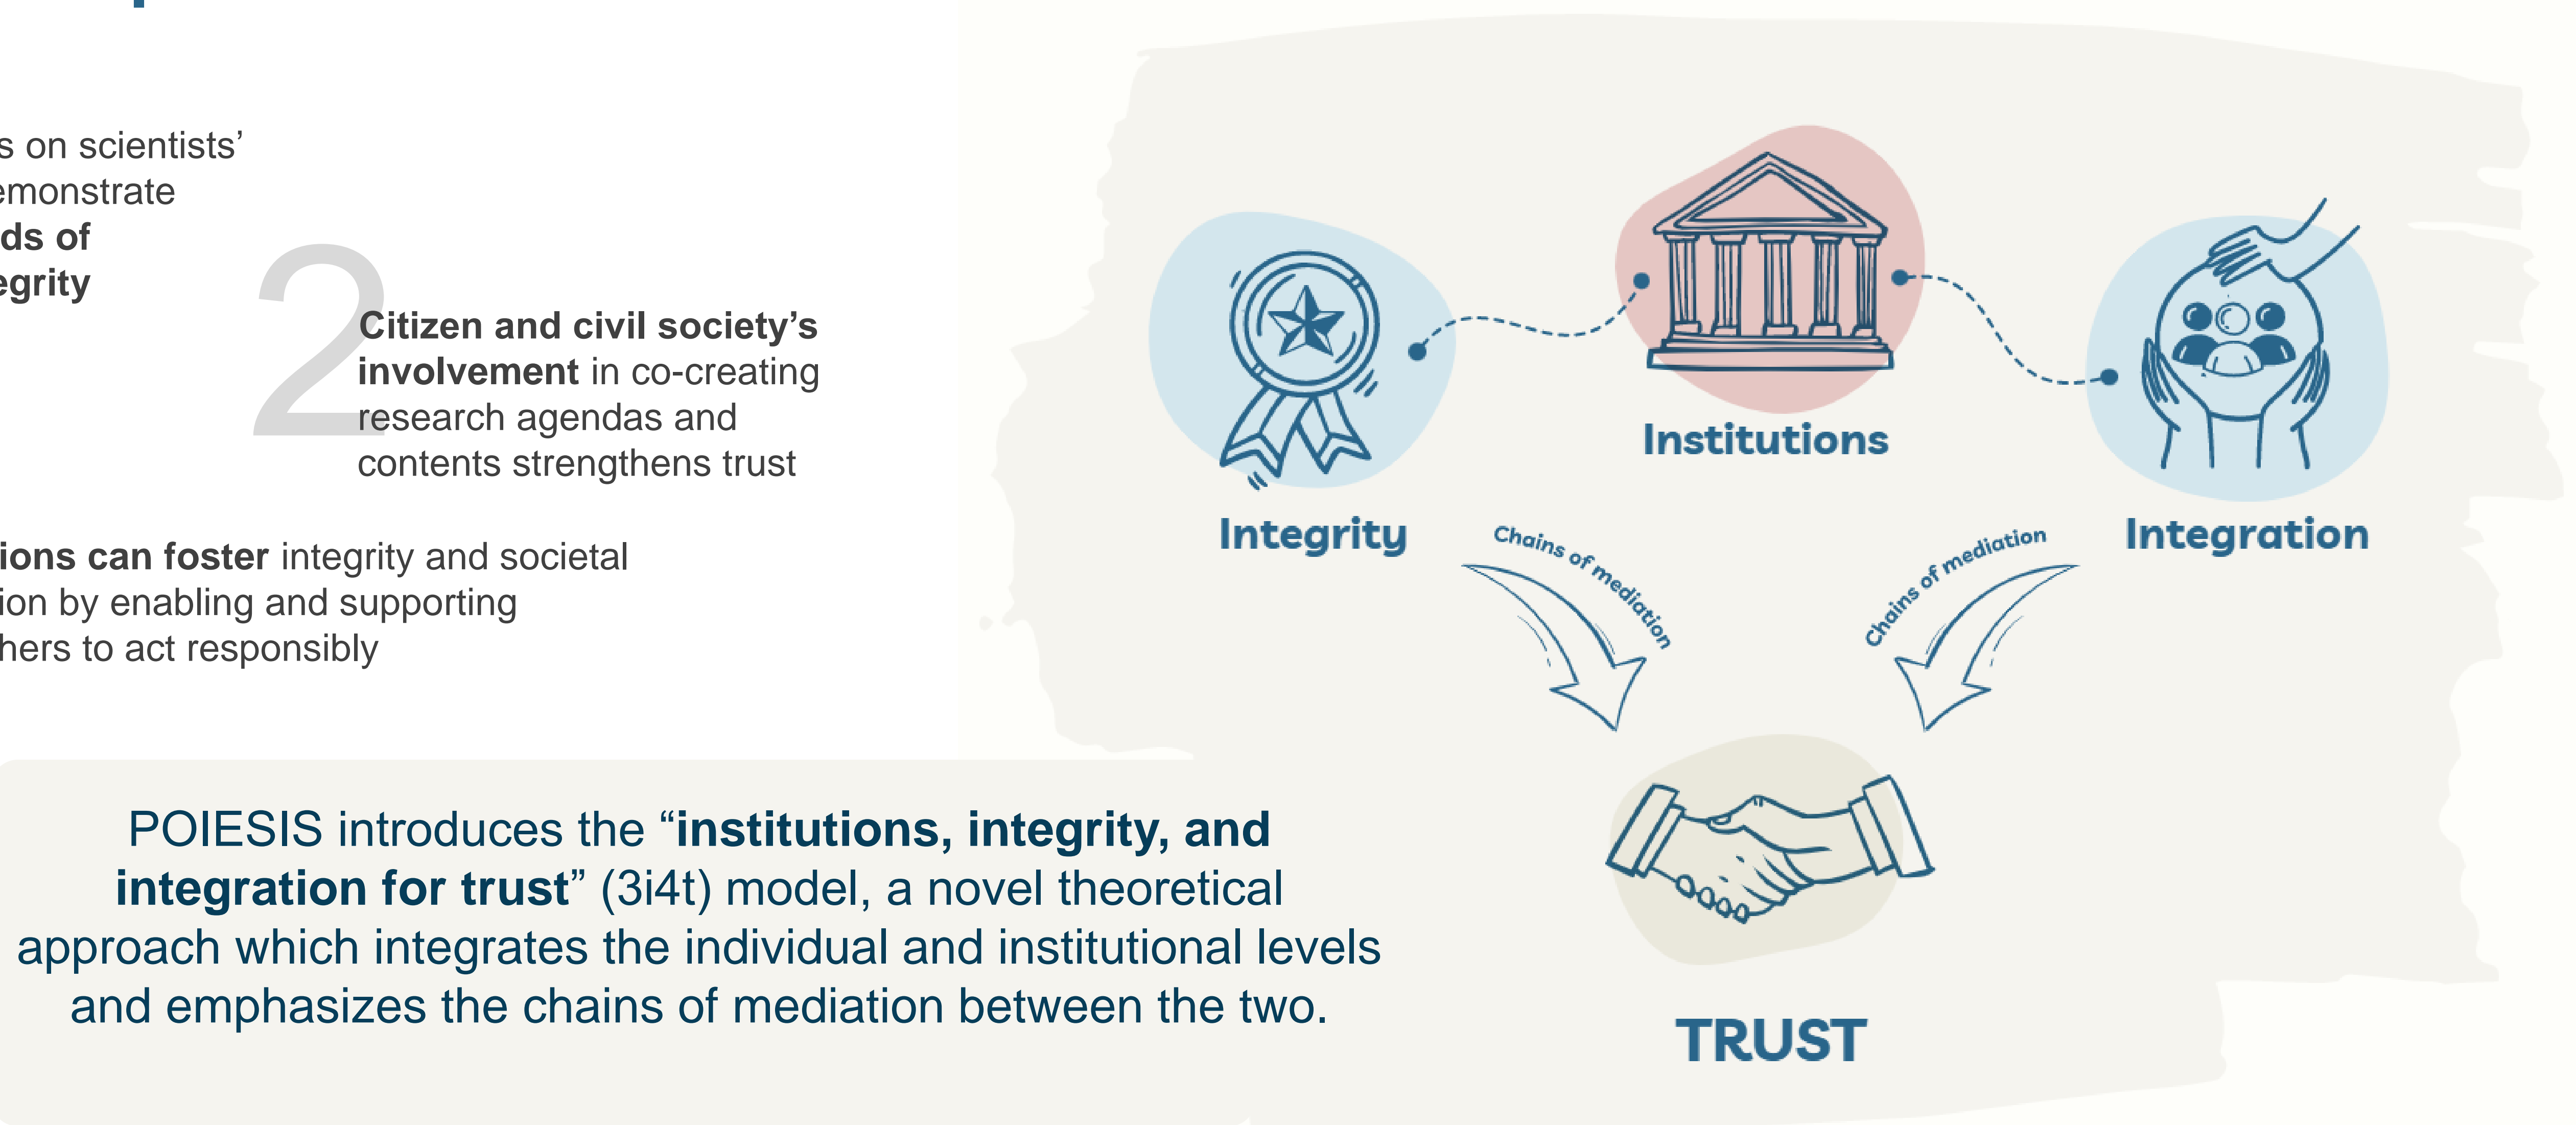 s on scientists’
emonstrate
ds of
egrity
2
Citizen and civil society’s
involvement in co-creating
research agendas and
contents strengthens trust
ions can foster integrity and societal
ion by enabling and supporting
hers to act responsibly
POIESIS introduces the “institutions, integrity, and
integration for trust” (3i4t) model, a novel theoretical
approach which integrates the individual and institutional levels
and emphasizes the chains of mediation between the two.
Institutions
Integrity
Integration
Chains of mediation
Chains of mediation
TRUST